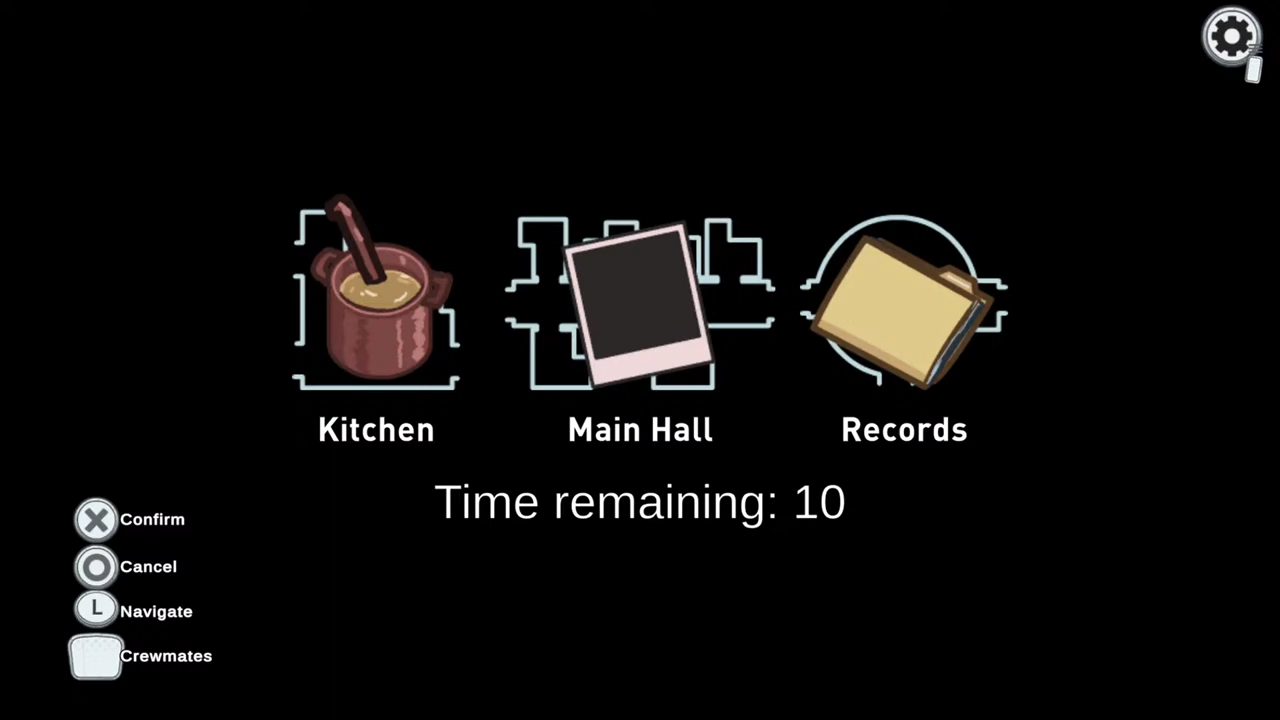 Kitchen
Main Hall
Records
Time remaining: 10
Confirm
Cancel
L
Navigate
Crewmates